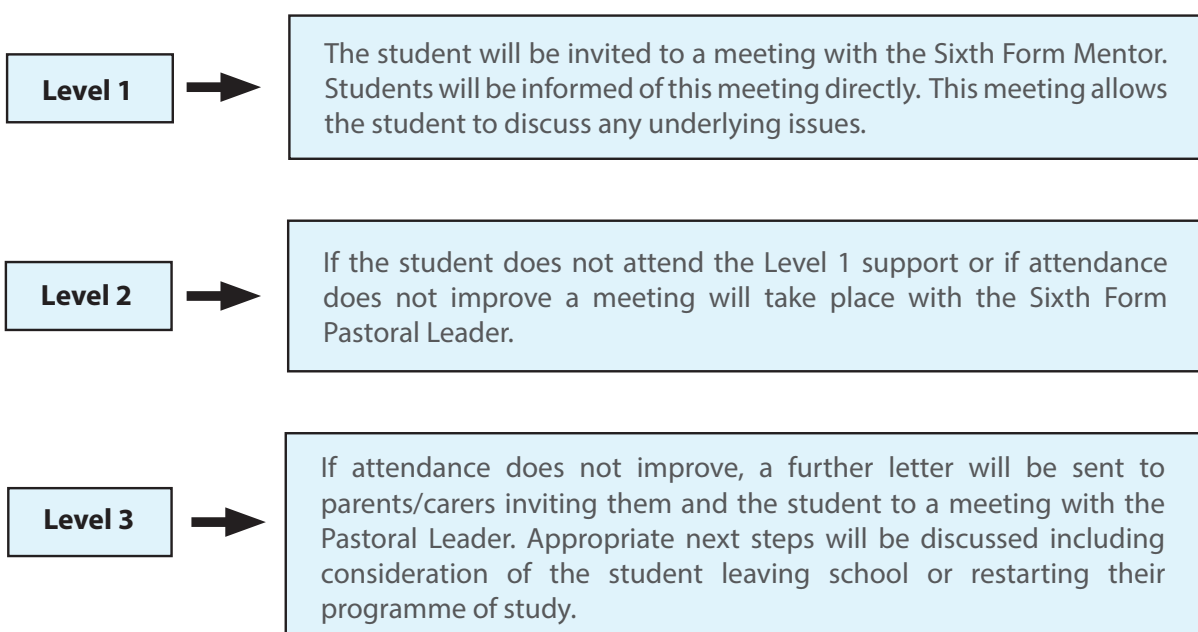 Level 1
The student will be invited to a meeting with the Sixth Form Mentor.
Students will be informed of this meeting directly. This meeting allows
the student to discuss any underlying issues.
Level 2
If the student does not attend the Level 1 support or if attendance
does not improve a meeting will take place with the Sixth Form
Pastoral Leader.
Level 3
If attendance does not improve, a further letter will be sent to
parents/carers inviting them and the student to a meeting with the
Pastoral Leader. Appropriate next steps will be discussed including
consideration of the student leaving school or restarting their
programme of study.